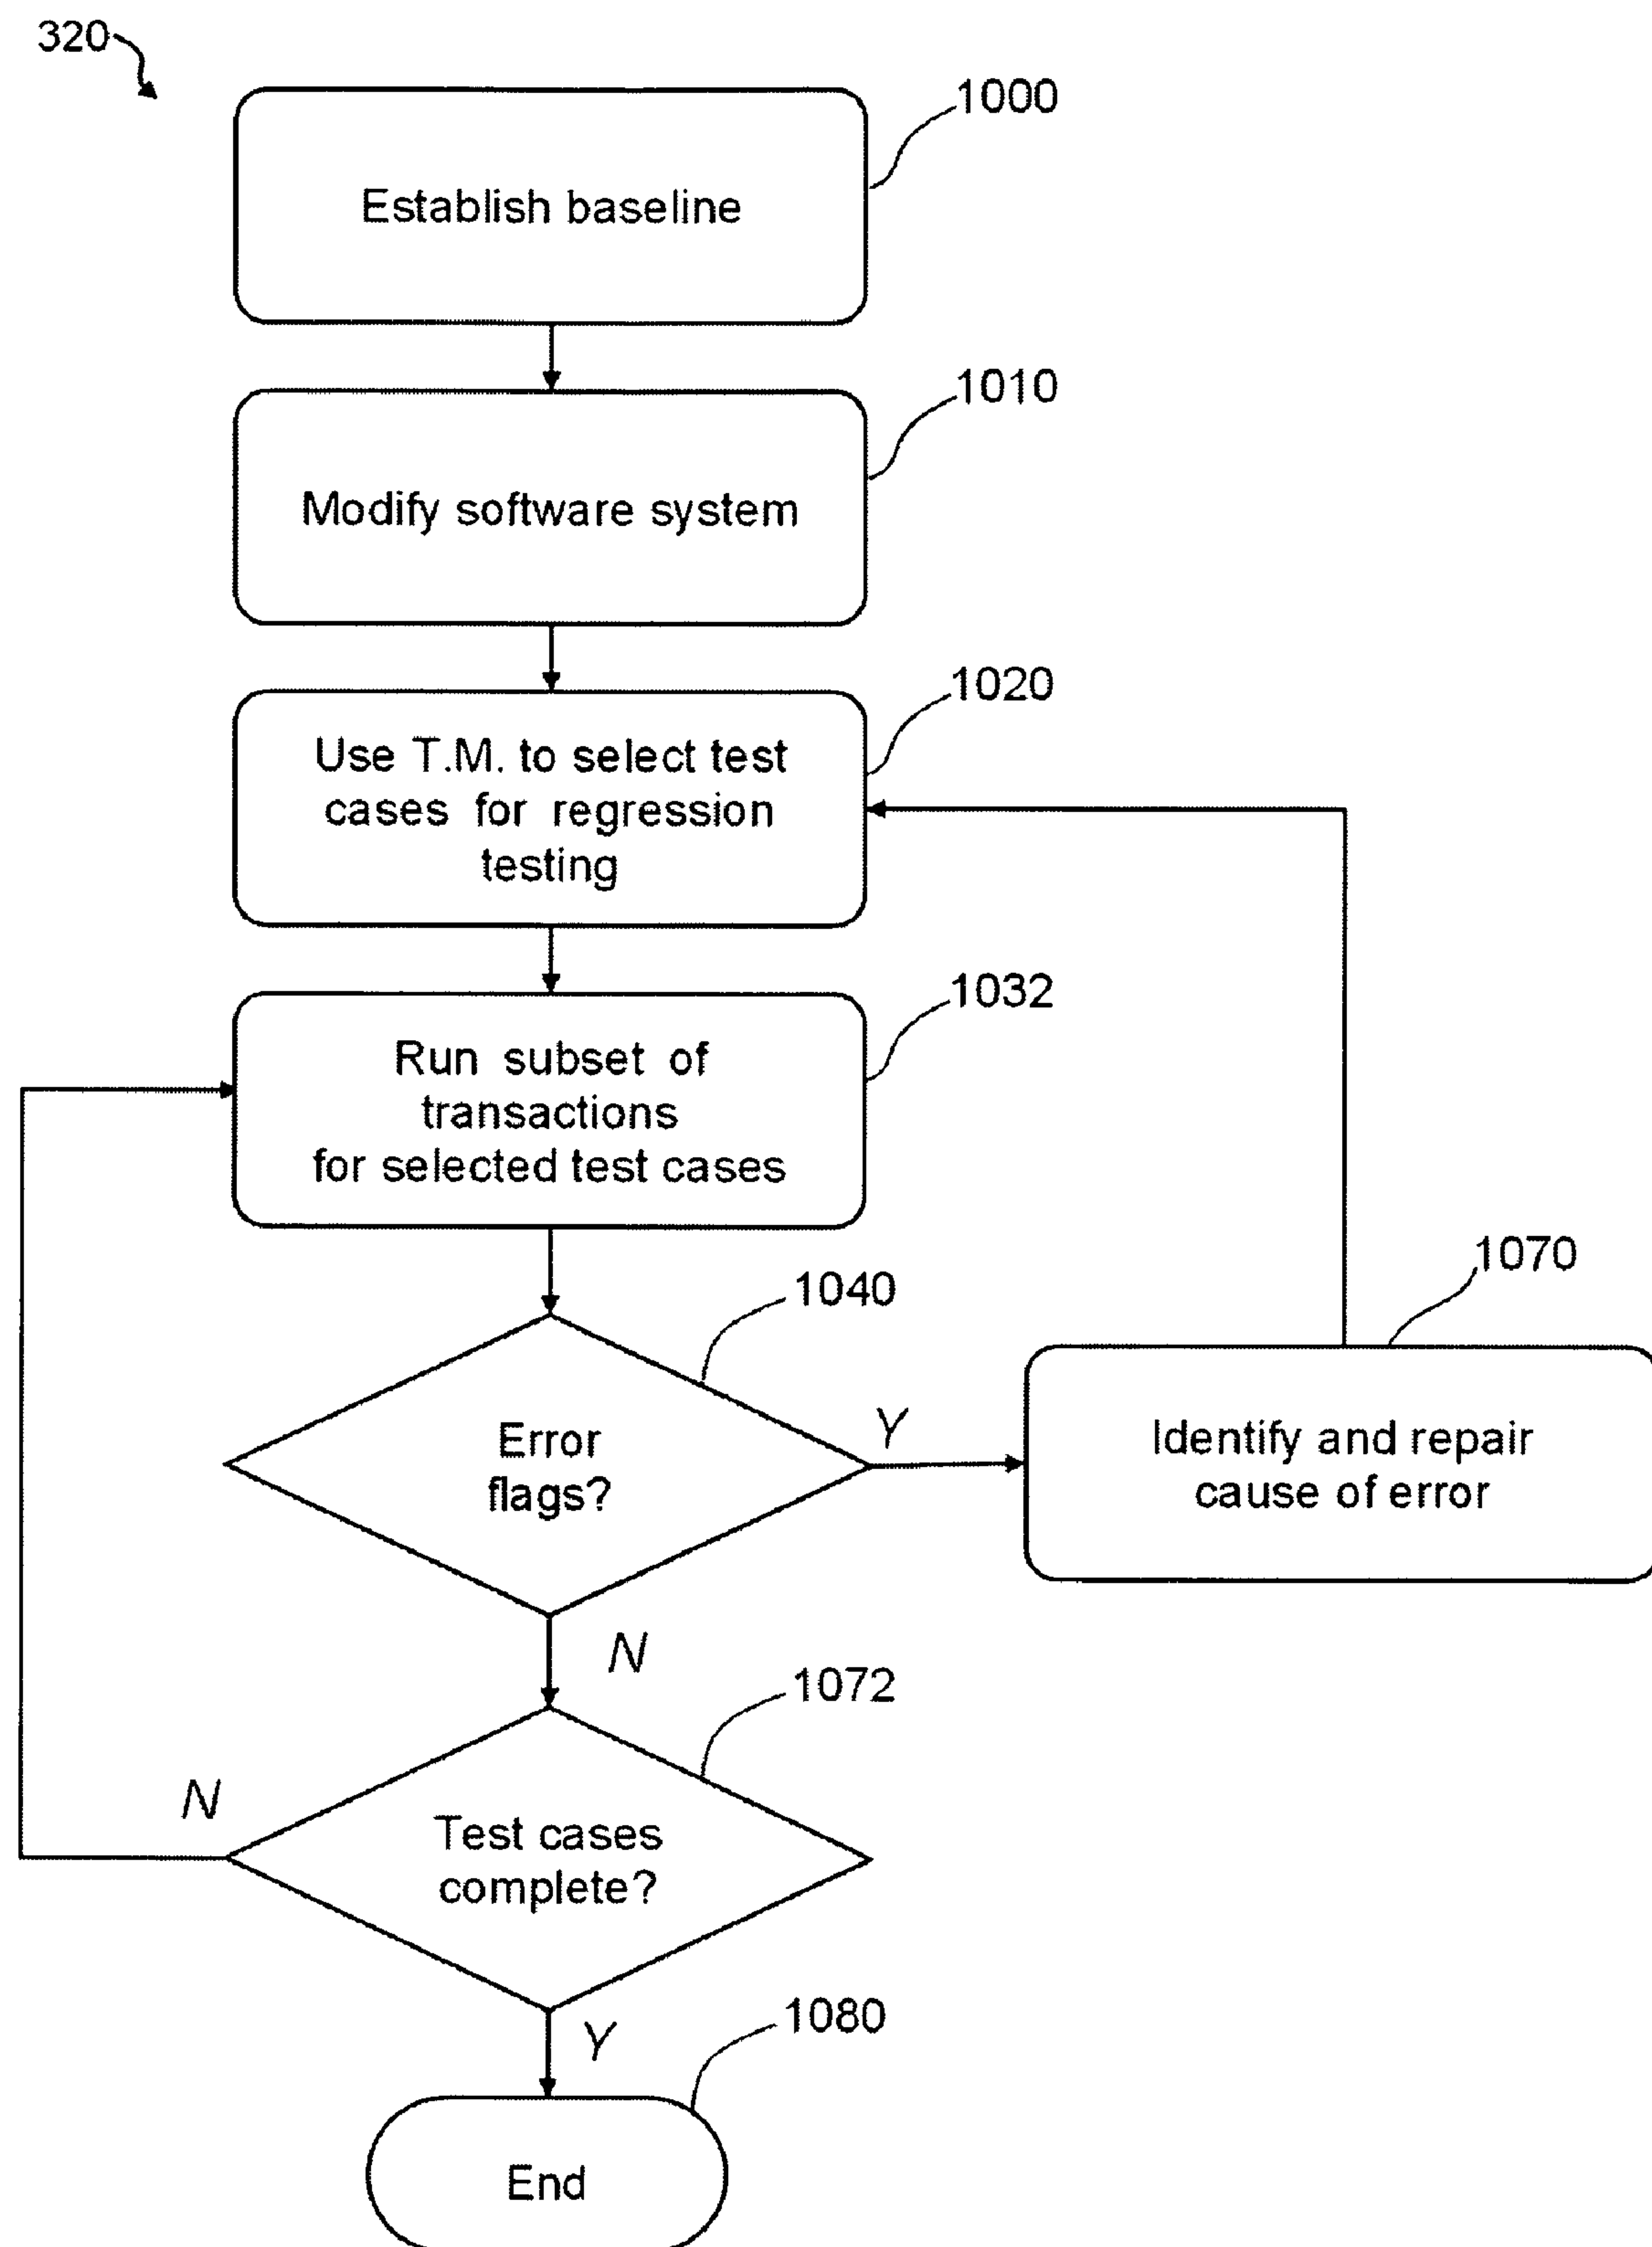 320
1000
Establish baseline
1010
Modify software system
1020
Use T.M. to select test
cases for regression
testing
1032
Run subset of
transactions
for selected test cases
1040
Error
flags?
Y
1070
Identify and repair
cause of error
N
1072
Test cases
complete?
N
Y
1080
End